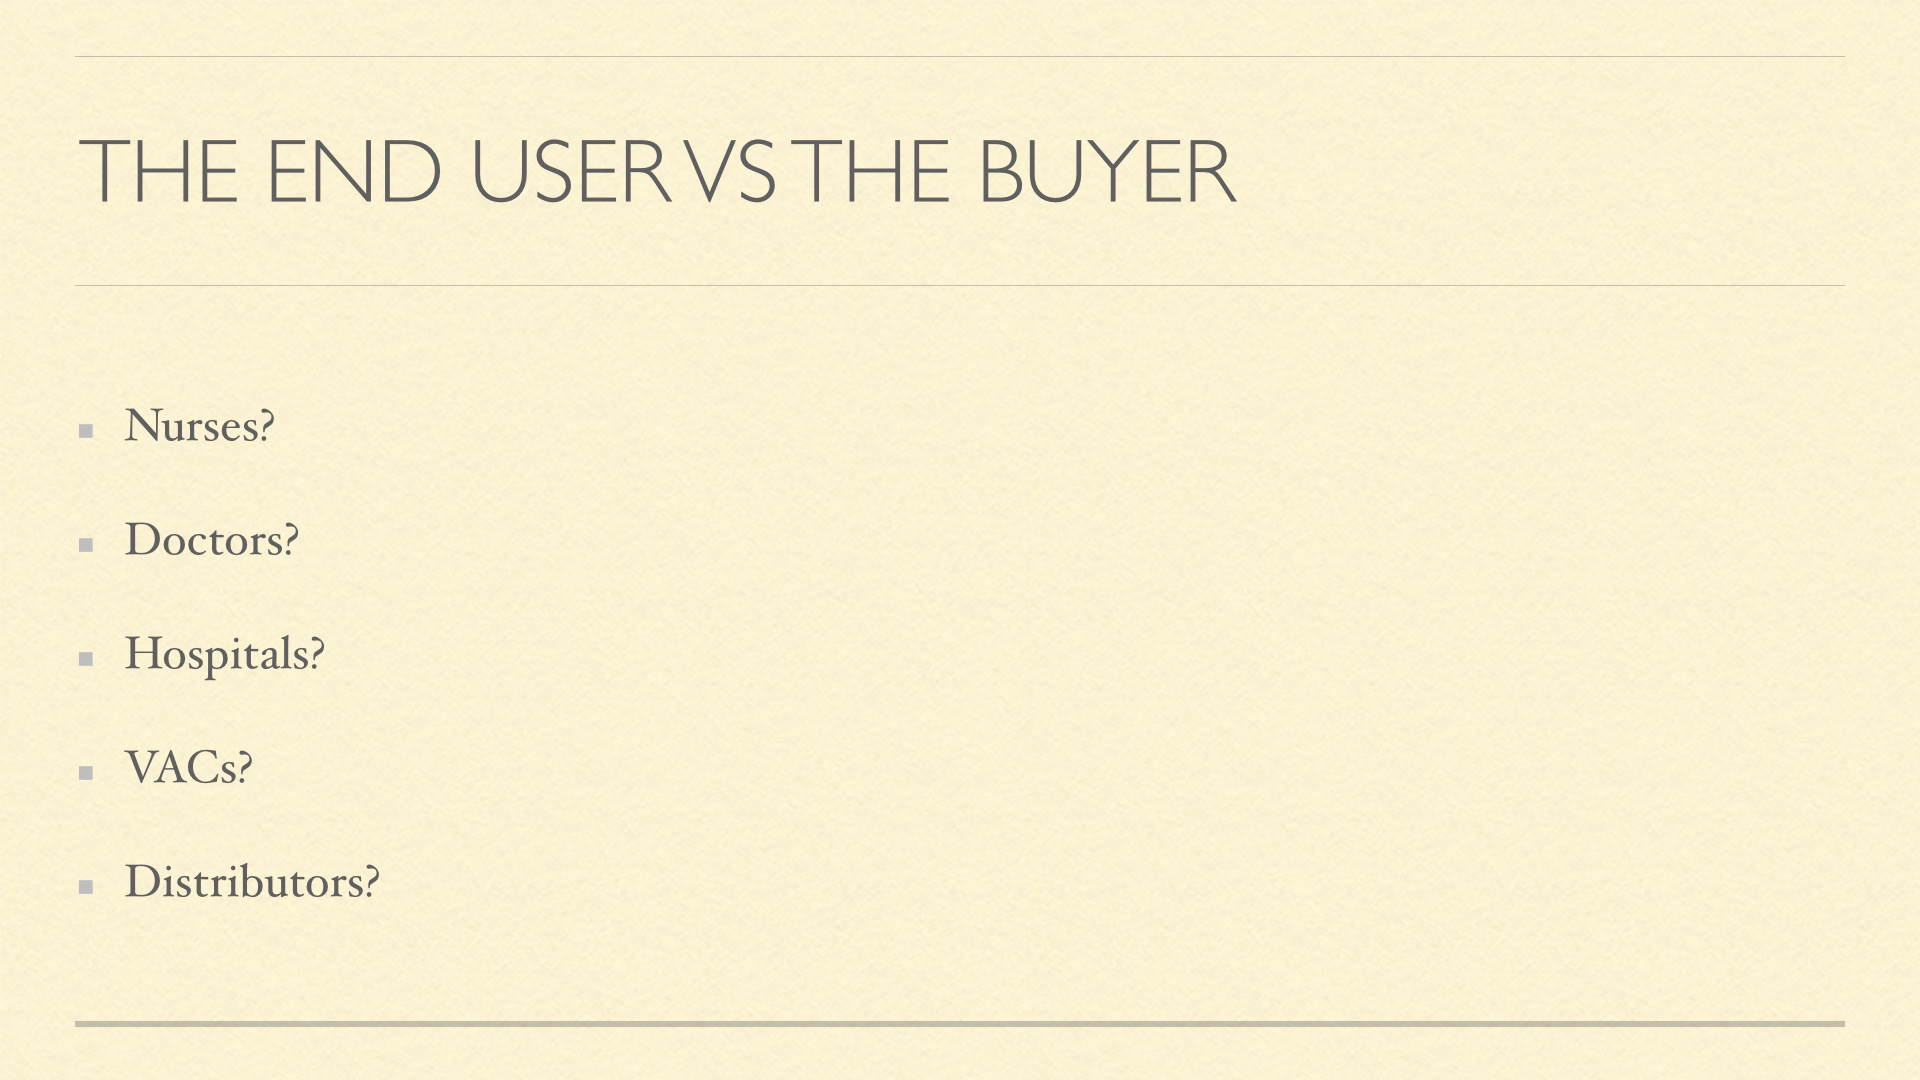 THE END USER VS THE BUYER
Nurses?
Doctors?
Hospitals?
VACs?
Distributors?